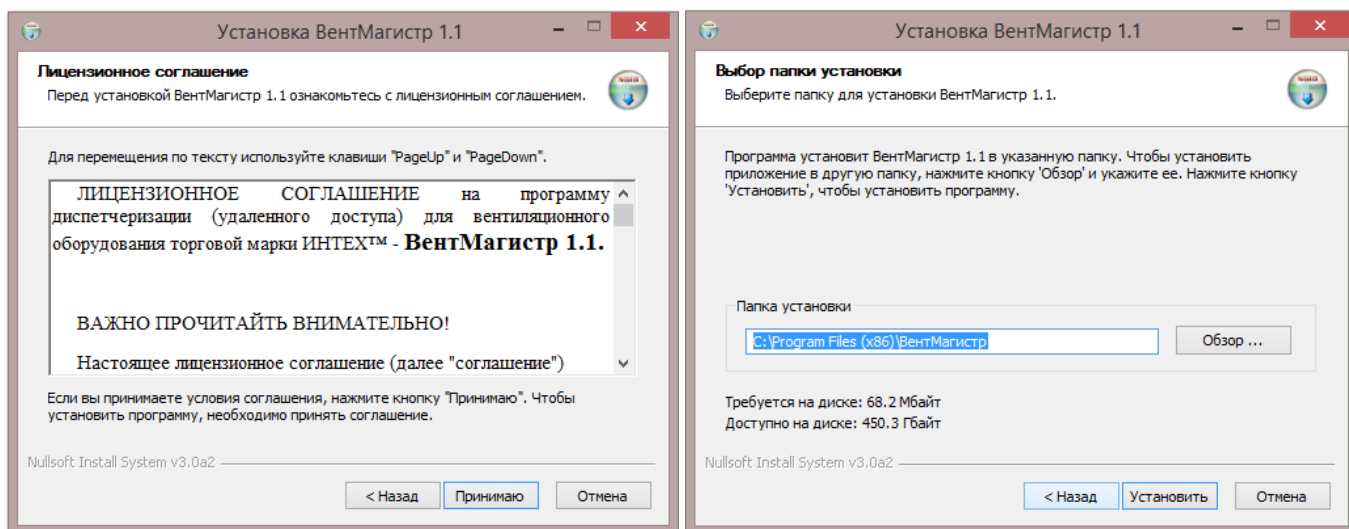 Установка ВентМагистр 1.1
Лицензионное соглашение
Перед установкой ВентМагистр 1.1 ознакомьтесь с лицензионным соглашением.
Для перемещения по тексту используйте клавиши "PageUp" и "PageDown".
ЛИЦЕНЗИОННОЕ СОГЛАШЕНИЕ на программу
диспетчеризации (удаленного доступа) для вентиляционного
оборудования торговой марки ИНТЕХ™ - ВентМагистр 1.1.
ВАЖНО ПРОЧИТАЙТЬ ВНИМАТЕЛЬНО!
Настоящее лицензионное соглашение (далее "соглашение")
Если вы принимаете условия соглашения, нажмите кнопку "Принимаю". Чтобы
установить программу, необходимо принять соглашение.
Nullsoft Install System v3.0a2
< Назад Принимаю Отмена
Установка ВентМагистр 1.1
Выбор папки установки
Выберите папку для установки ВентМагистр 1.1.
Программа установит ВентМагистр 1.1 в указанную папку. Чтобы установить
приложение в другую папку, нажмите кнопку 'Обзор' и укажите ее. Нажмите кнопку
'Установить', чтобы установить программу.
Папка установки
C:\Program Files (x86)\ВентМагистр
Обзор ...
Требуется на диске: 68.2 Мбайт
Доступно на диске: 450.3 Гбайт
Nullsoft Install System v3.0a2
< Назад Установить Отмена